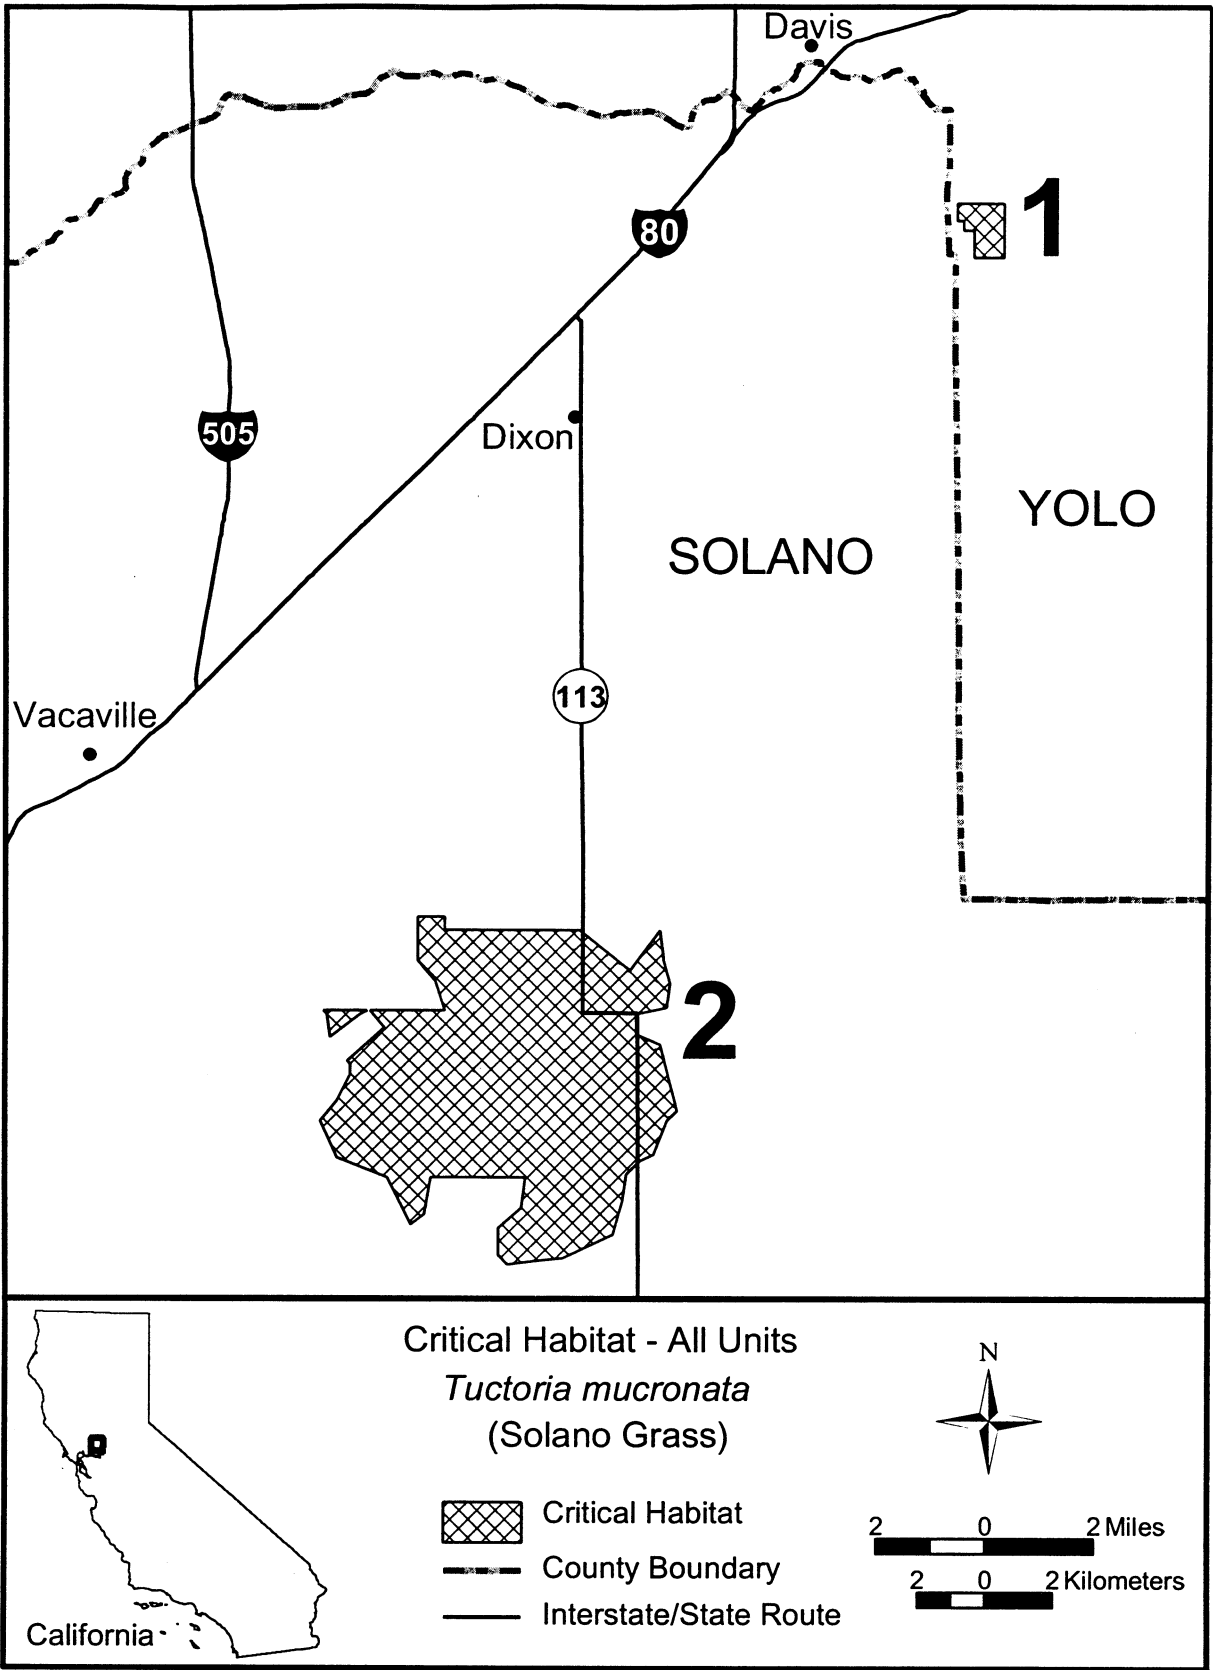 Davis
1
80
505
Dixon
YOLO
SOLANO
113
Vacaville
2
Critical Habitat - All Units
Tuctoria mucronata
(Solano Grass)
N
Critical Habitat
County Boundary
Interstate/State Route
2 0 2 Miles
2 0 2 Kilometers
California